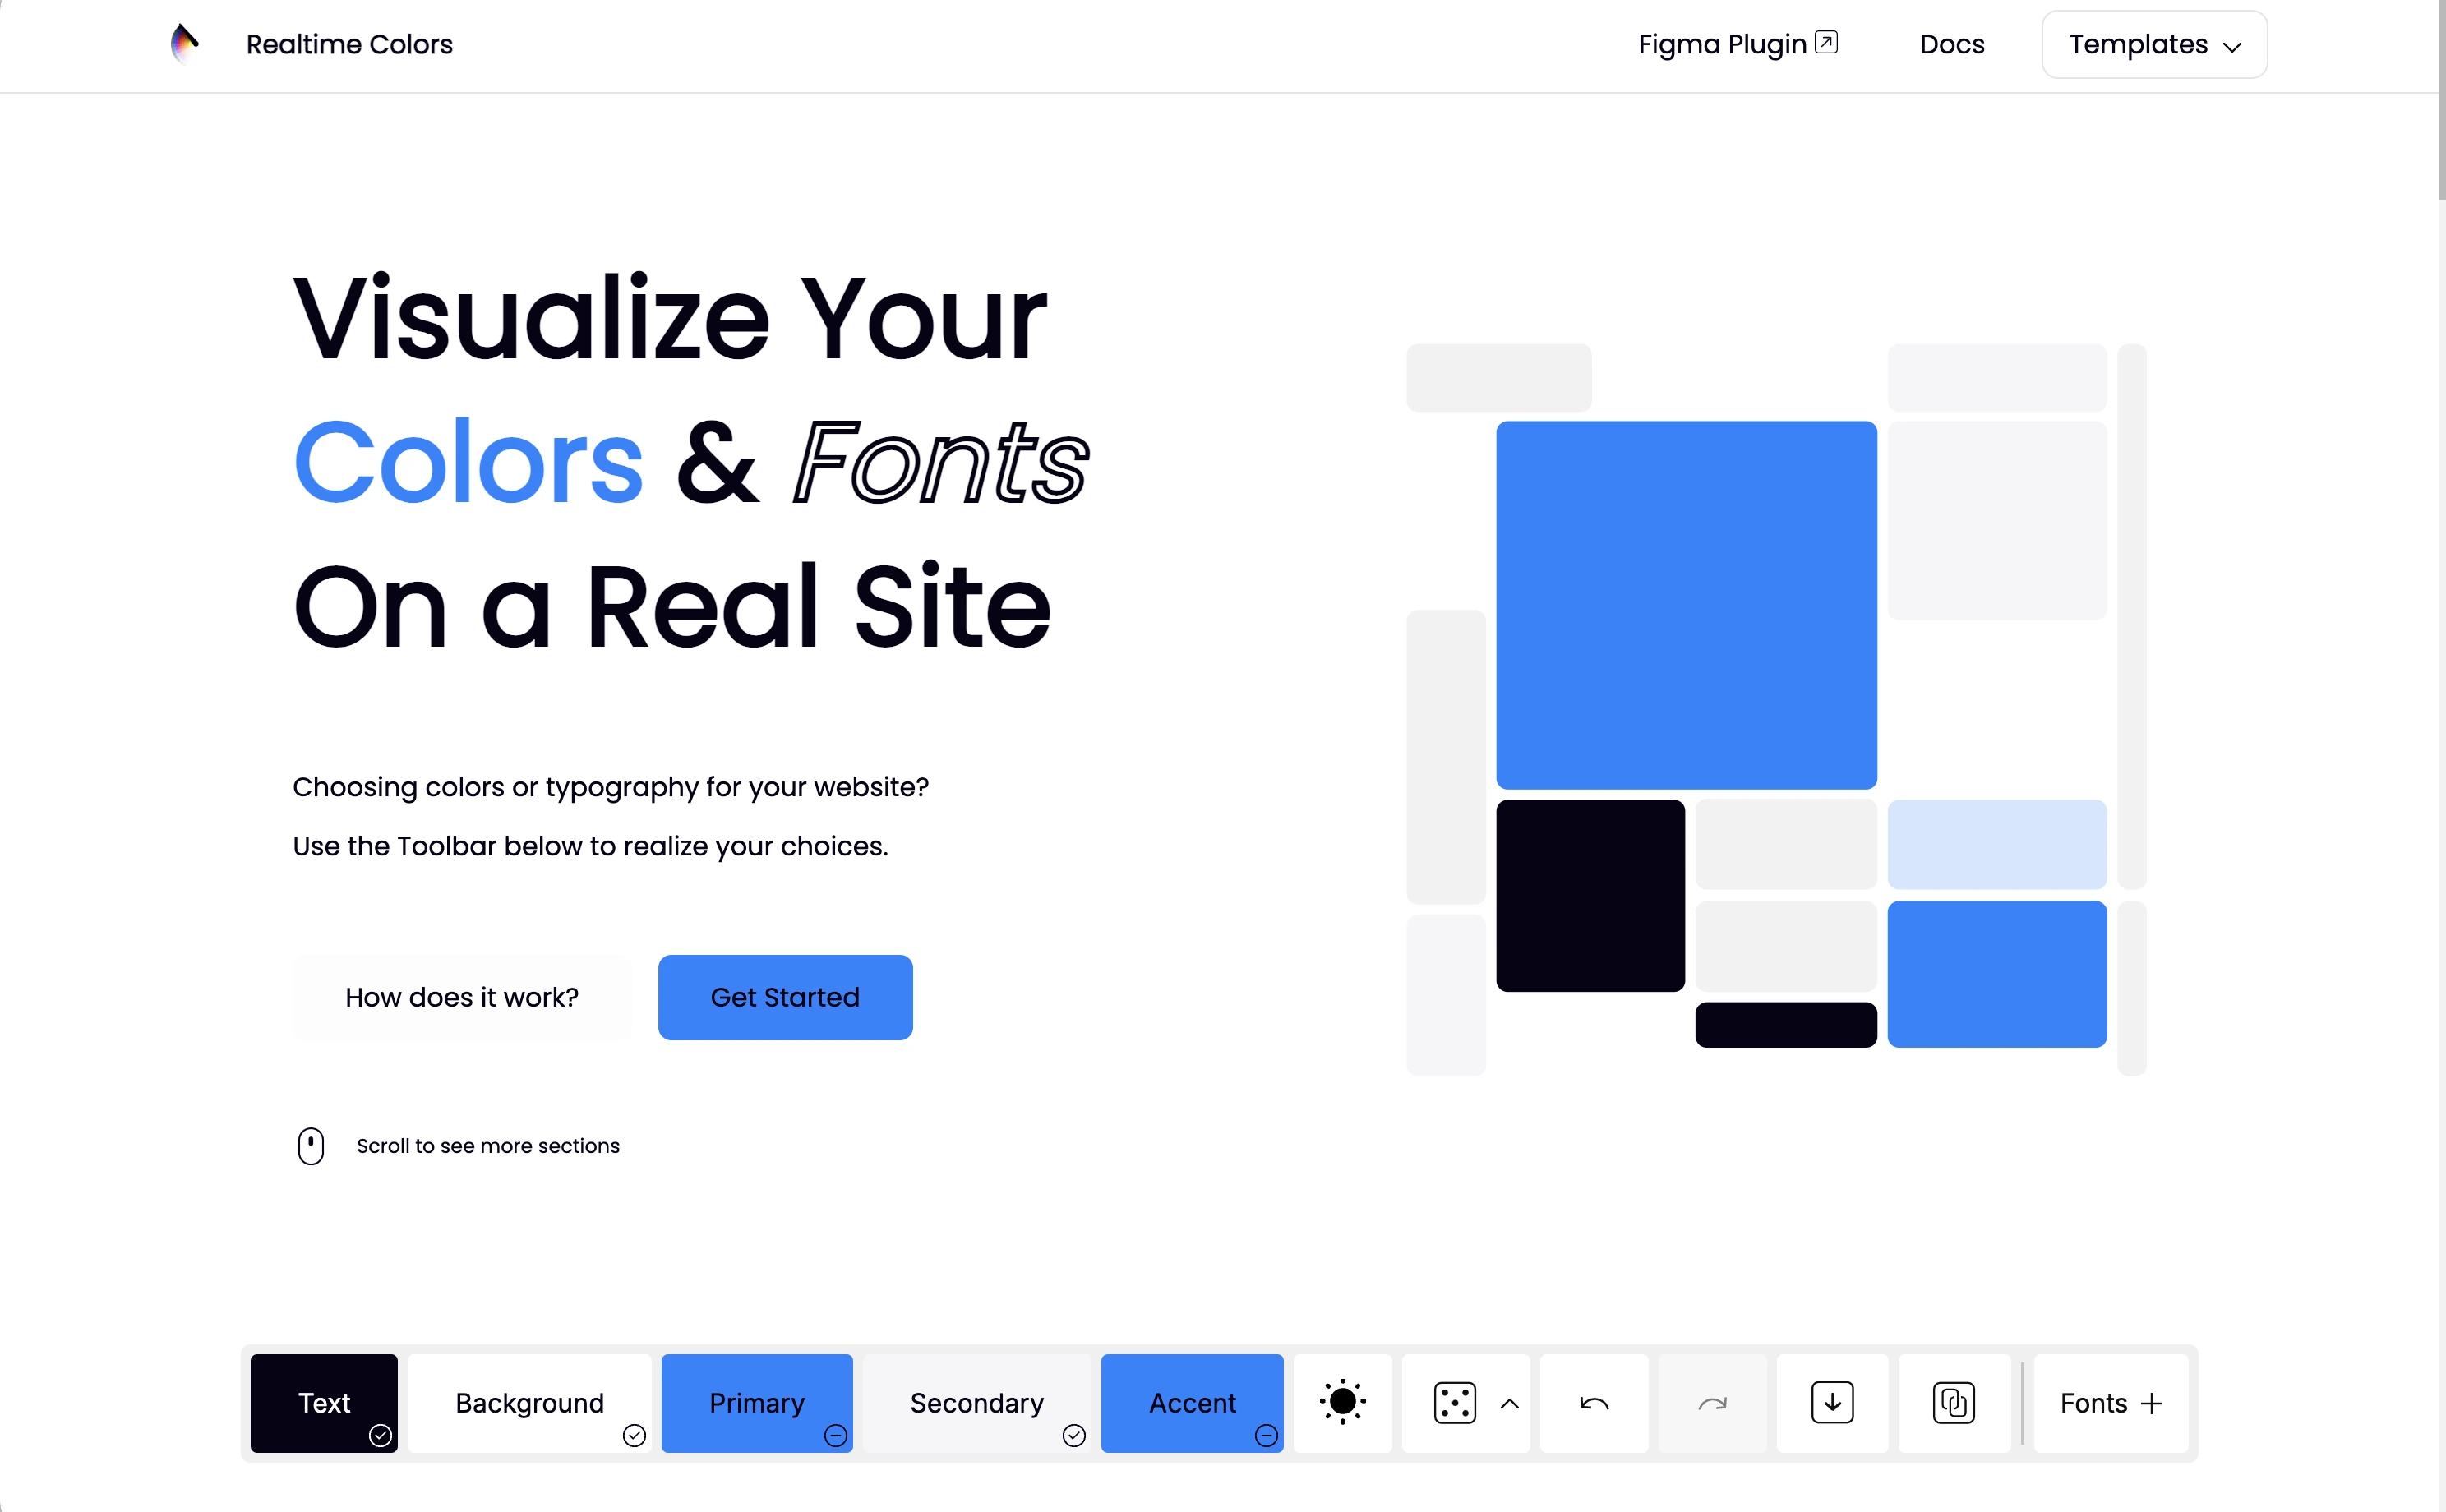 Realtime Colors
Figma Plugin
Docs
Templates
Visualize Your
Colors & Fonts
On a Real Site
Choosing colors or typography for your website?
Use the Toolbar below to realize your choices.
How does it work?
Get Started
Scroll to see more sections
Text
Background
Primary
Secondary
Accent
Fonts